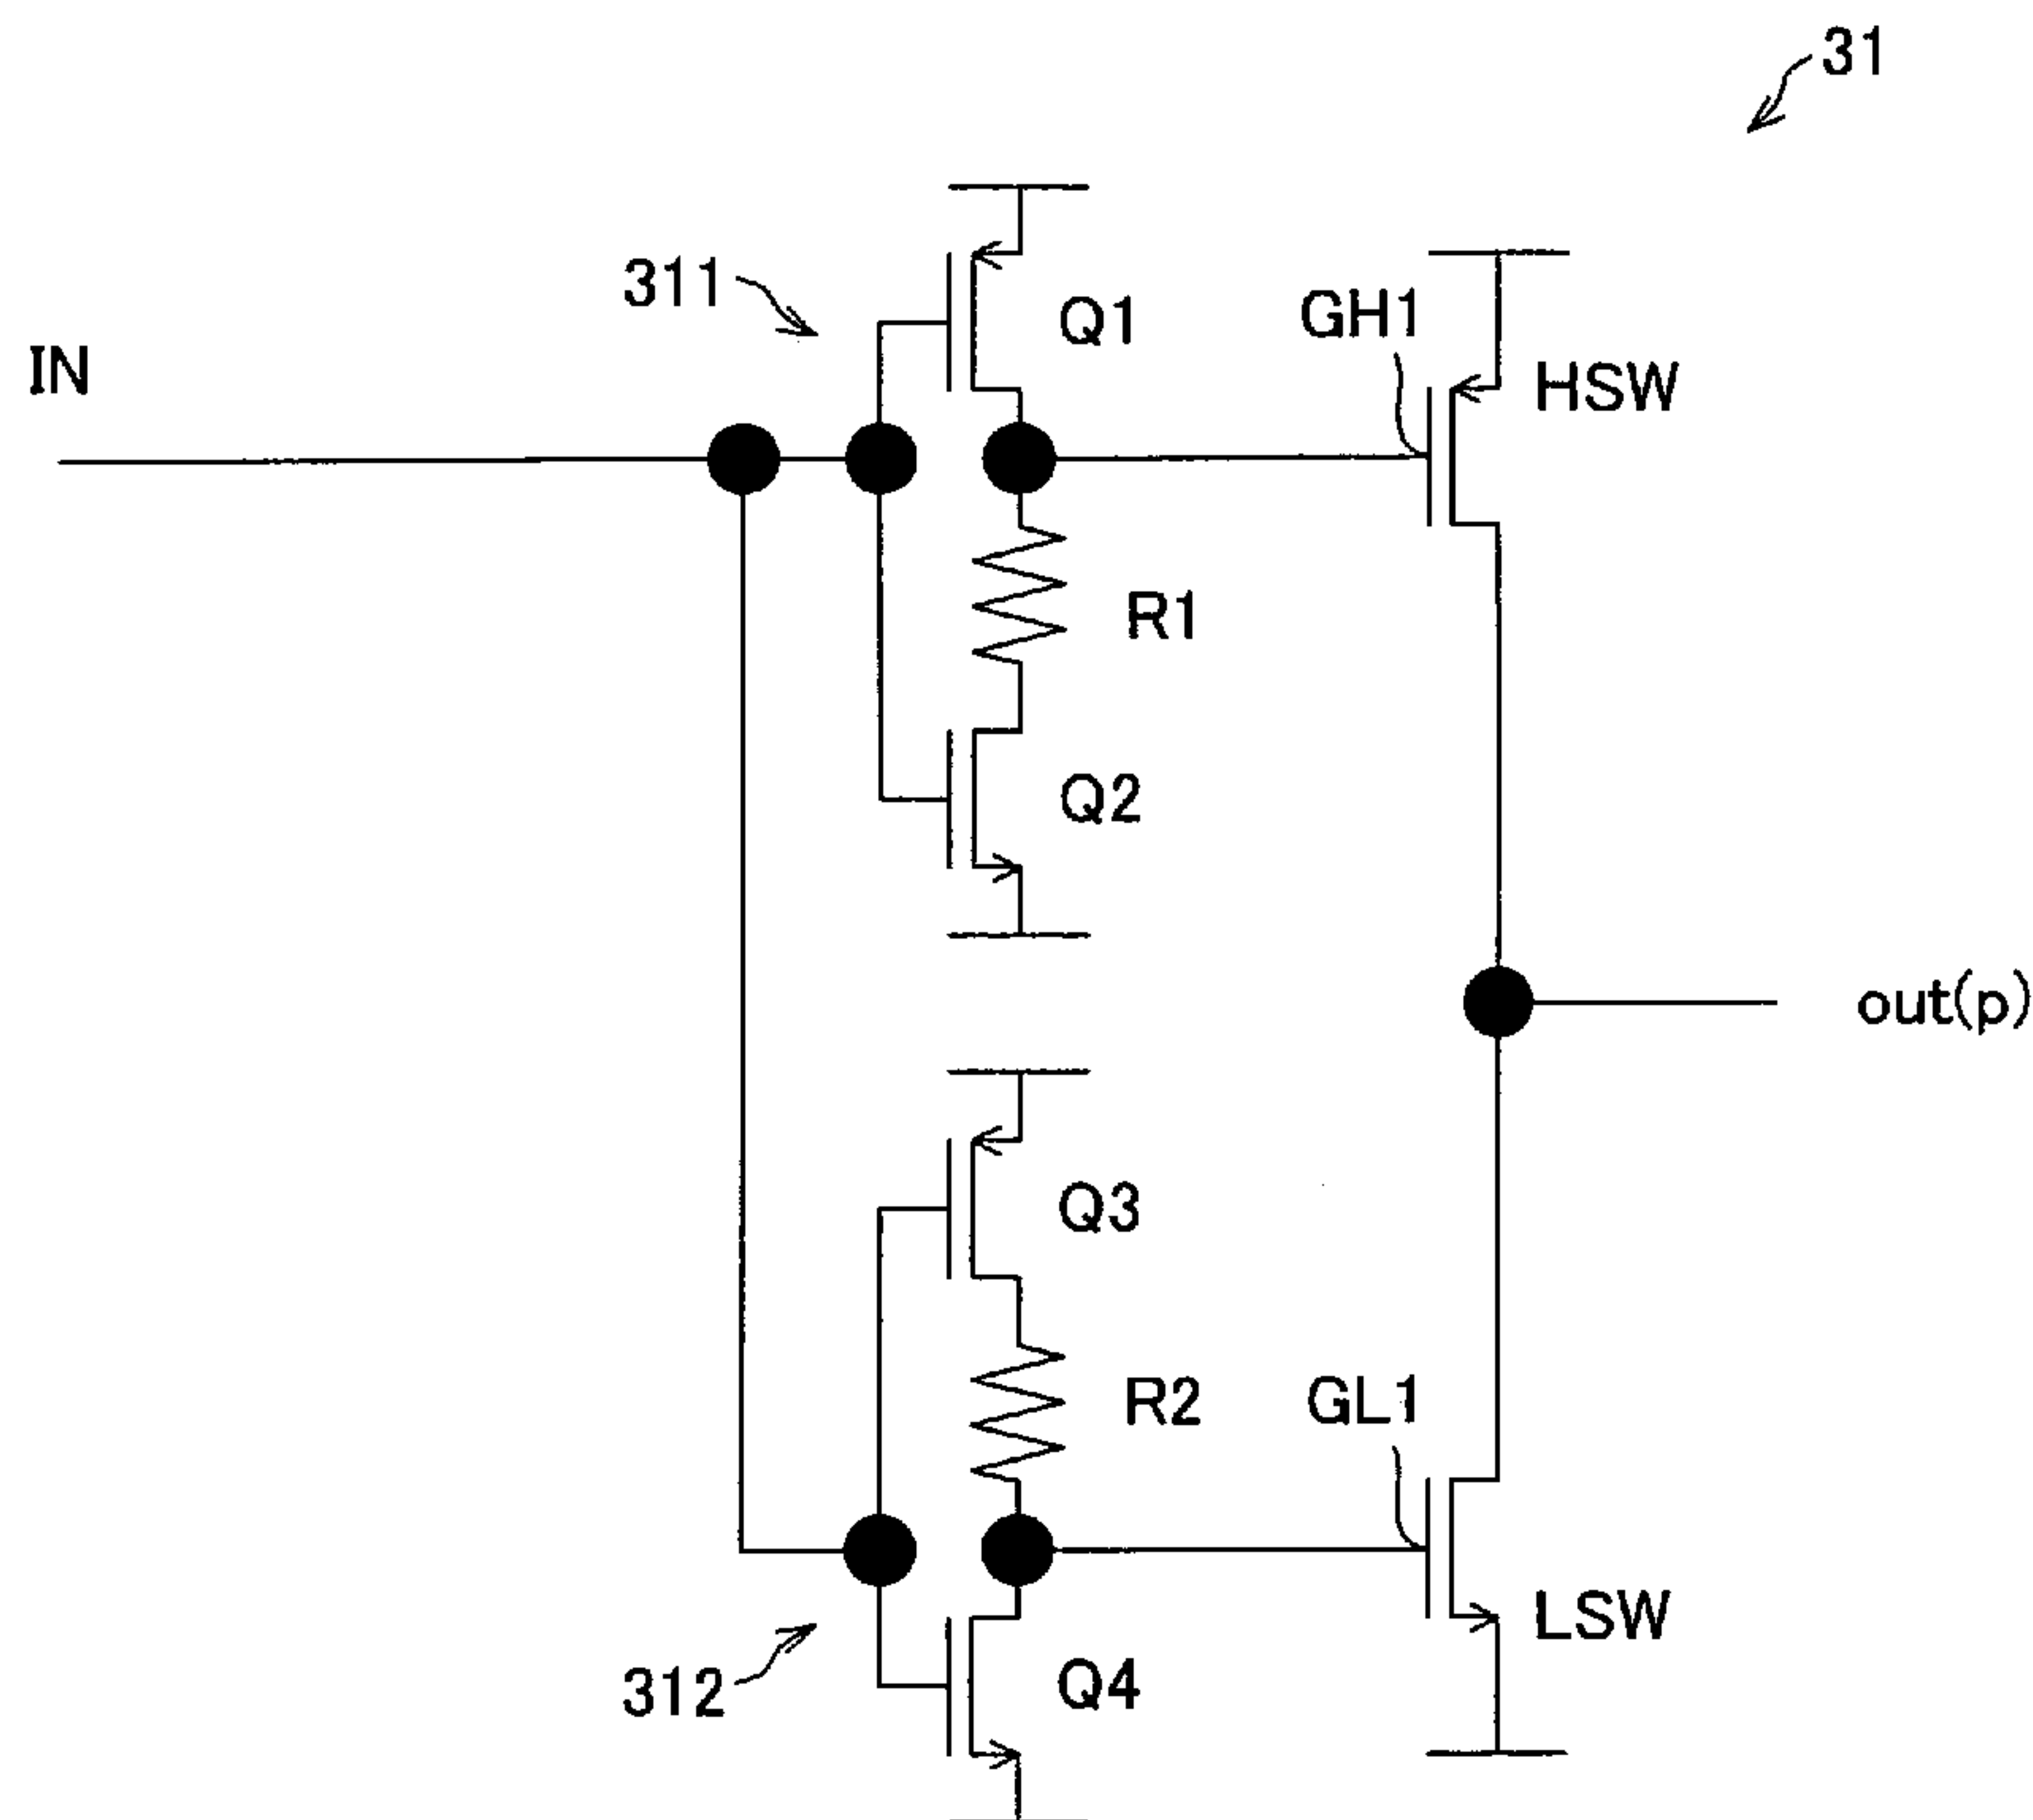 31
311
Q1
GH1
IN
HSW
R1
Q2
out(p)
Q3
R2
GL1
LSW
312
Q4